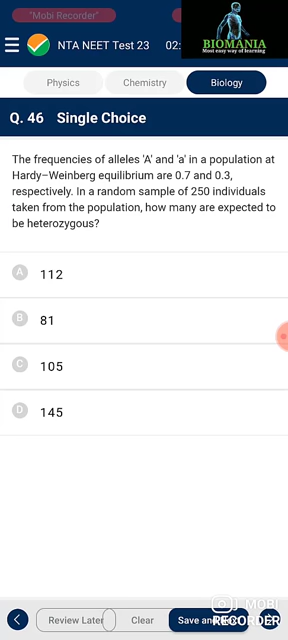 "Mobi Recorder"
BIOMANIA
Most easy way of learning
NTA NEET Test 23 02:
Physics Chemistry Biology
Q. 46 Single Choice
The frequencies of alleles 'A' and 'a' in a population at
Hardy–Weinberg equilibrium are 0.7 and 0.3,
respectively. In a random sample of 250 individuals
taken from the population, how many are expected to
be heterozygous?
A 112
B 81
C 105
D 145
MOBI
Review Later Clear Save and
RECORDER